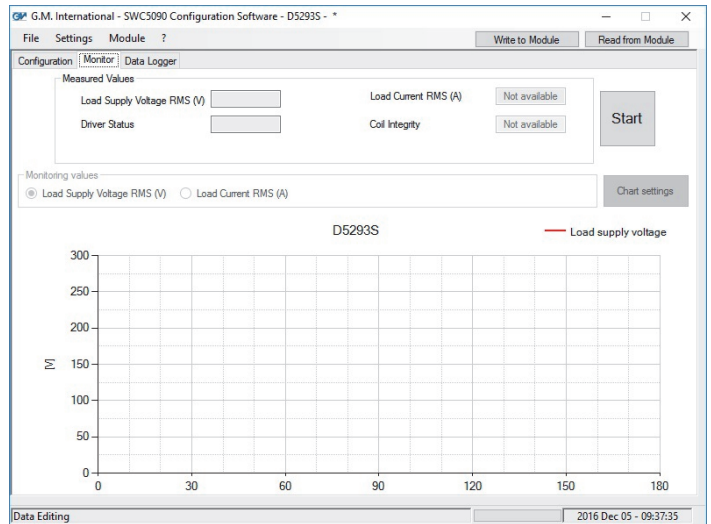 GM G.M. International - SWC5090 Configuration Software - D5293S - *
File Settings Module ? Write to Module Read from Module
Configuration Monitor Data Logger
Measured Values
Load Supply Voltage RMS (V) Load Current RMS (A) Not available
Start
Driver Status Coil Integrity Not available
Monitoring values
Load Supply Voltage RMS (V) Load Current RMS (A) Chart settings
D5293S
Load supply voltage
300
250
200
[V]
150
100
50
0
0 30 60 90 120 150 180
Data Editing 2016 Dec 05 - 09:37:35